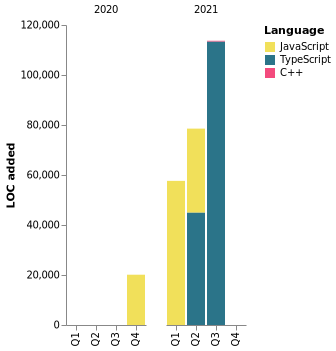 2020 2021
Language
JavaScript
TypeScript
C++
LOC added
120,000
100,000
80,000
60,000
40,000
20,000
0
Q1 Q2 Q3 Q4 Q1 Q2 Q3 Q4